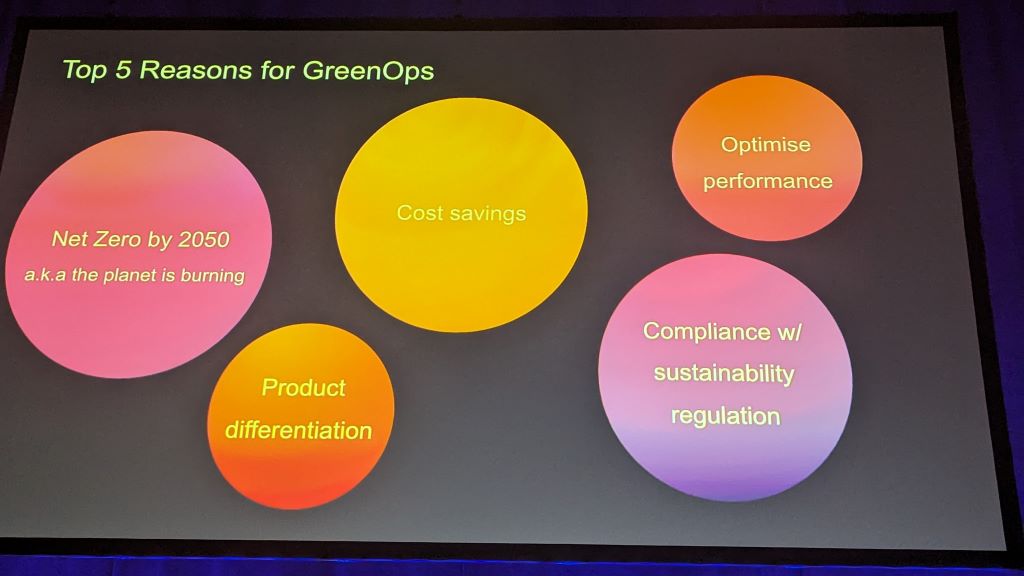 Top 5 Reasons for GreenOps
Net Zero by 2050
a.k.a the planet is burning
Cost savings
Optimise
performance
Product
differentiation
Compliance w/
sustainability
regulation